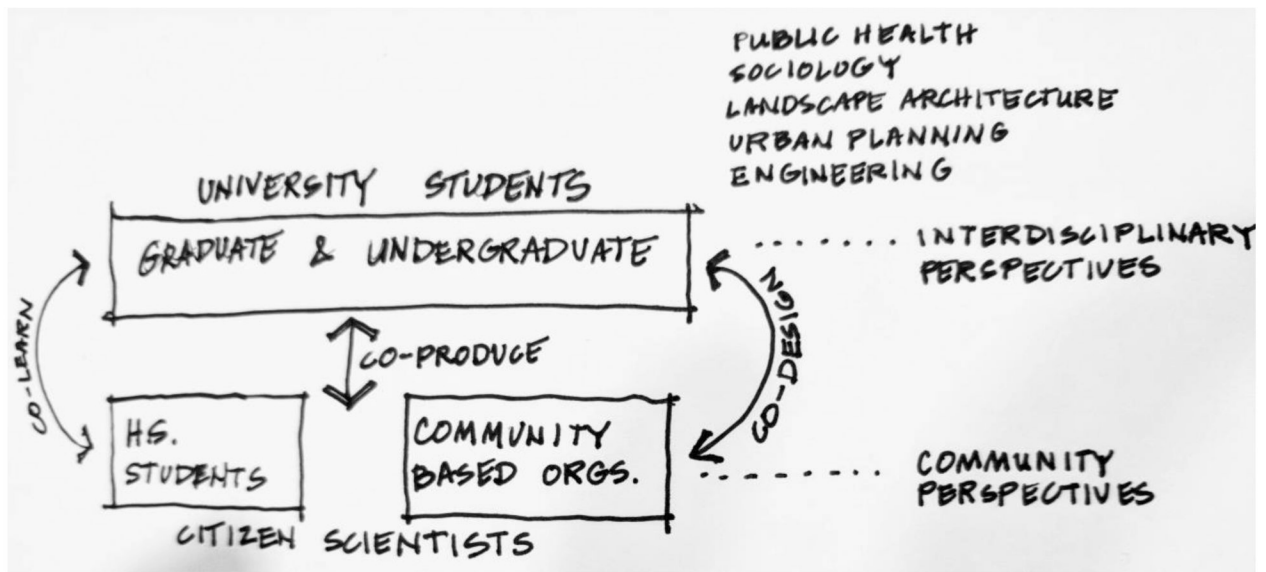 PUBLIC HEALTH
SOCIOLOGY
LANDSCAPE ARCHITECTURE
URBAN PLANNING
ENGINEERING
UNIVERSITY STUDENTS
GRADUATE & UNDERGRADUATE
INTERDISCIPLINARY
PERSPECTIVES
CO-LEARN
CO-PRODUCE
CO-DESIGN
HS.
STUDENTS
COMMUNITY
BASED ORGS.
COMMUNITY
PERSPECTIVES
CITIZEN SCIENTISTS